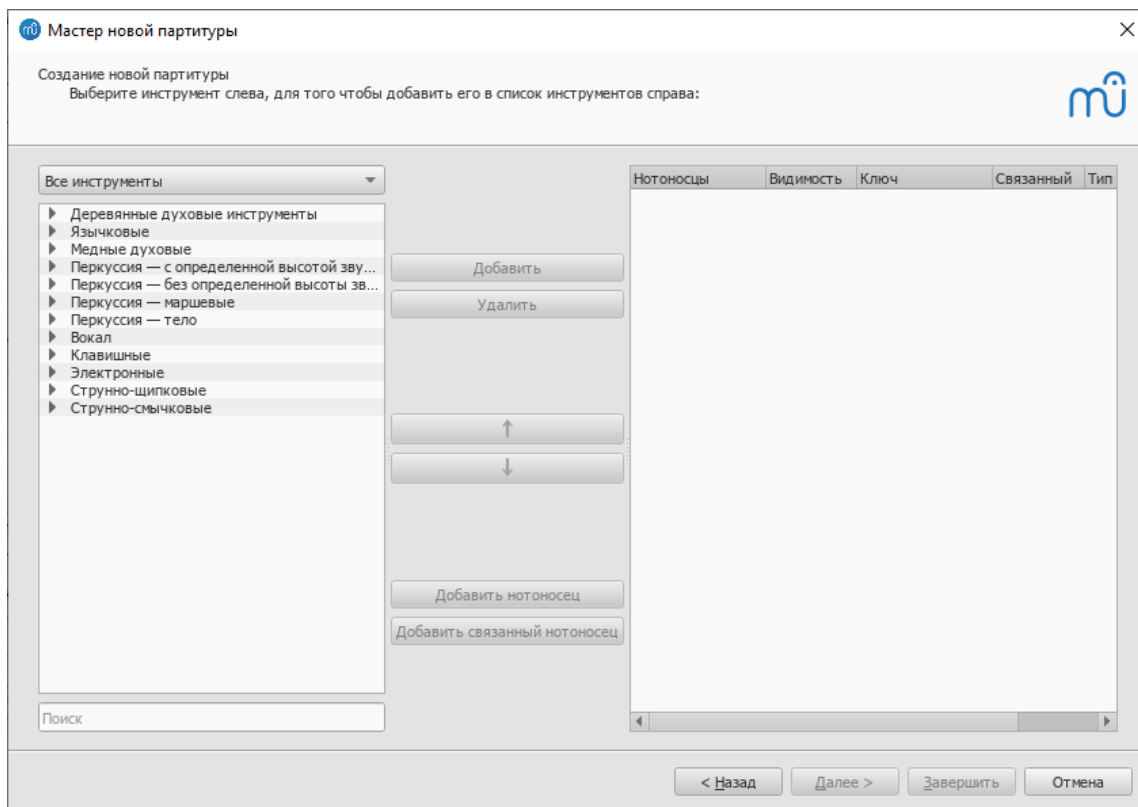 Мастер новой партитуры
Создание новой партитуры
Выберите инструмент слева, для того чтобы добавить его в список инструментов справа:
Все инструменты
Деревянные духовые инструменты
Язычковые
Медные духовые
Перкуссия — с определенной высотой зву...
Перкуссия — без определенной высоты зв...
Перкуссия — маршевые
Перкуссия — тело
Вокал
Клавишные
Электронные
Струнно-щипковые
Струнно-смычковые
Поиск
Добавить
Удалить
Добавить нотоносец
Добавить связанный нотоносец
Нотоносцы Видимость Ключ Связанный Тип
< Назад Далее > Завершить Отмена